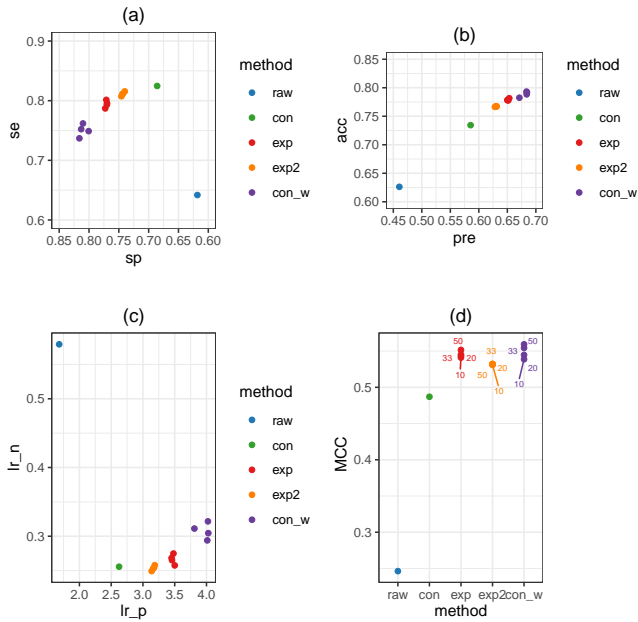 (a)
0.9
0.8
0.7
0.6
se
0.85 0.80 0.75 0.70 0.65 0.60
sp
method
raw
con
exp
exp2
con_w
(b)
0.85
0.80
0.75
0.70
0.65
0.60
acc
0.45 0.50 0.55 0.60 0.65 0.70
pre
method
raw
con
exp
exp2
con_w
(c)
0.5
0.4
0.3
lr_n
2.0 2.5 3.0 3.5 4.0
lr_p
method
raw
con
exp
exp2
con_w
(d)
0.5
0.4
0.3
MCC
50
33 20
10
33
50 20
10
50
33
20
10
raw con exp exp2 con_w
method